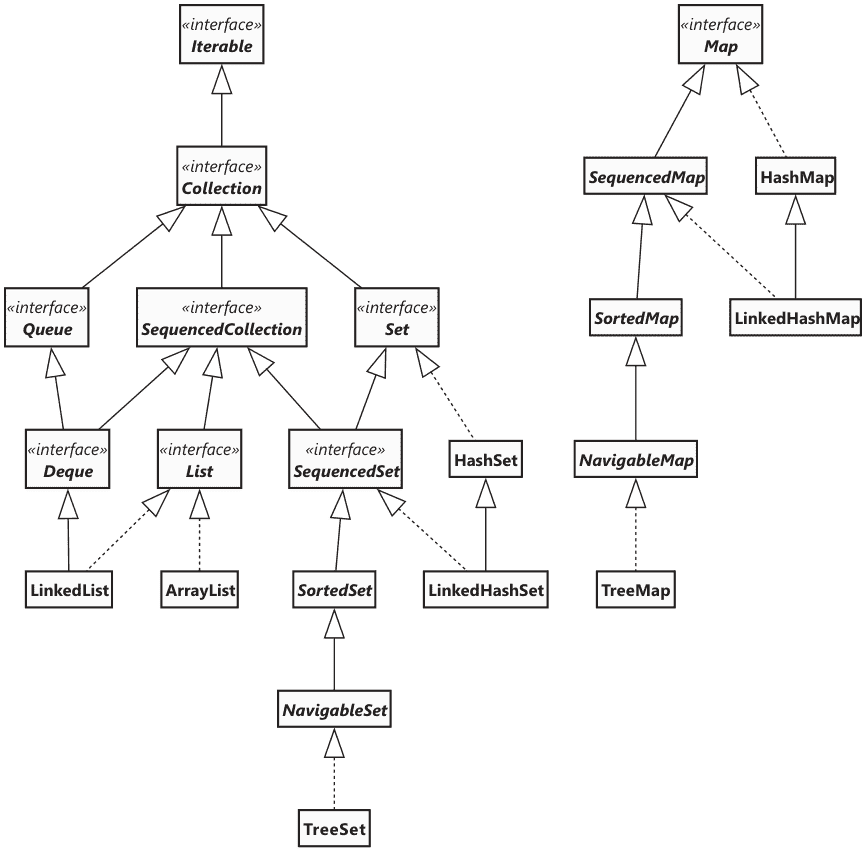 «interface»
Iterable
«interface»
Map
«interface»
Collection
SequencedMap
HashMap
«interface»
Queue
«interface»
SequencedCollection
«interface»
Set
SortedMap
LinkedHashMap
«interface»
Deque
«interface»
List
«interface»
SequencedSet
HashSet
NavigableMap
LinkedList
ArrayList
SortedSet
LinkedHashSet
TreeMap
NavigableSet
TreeSet